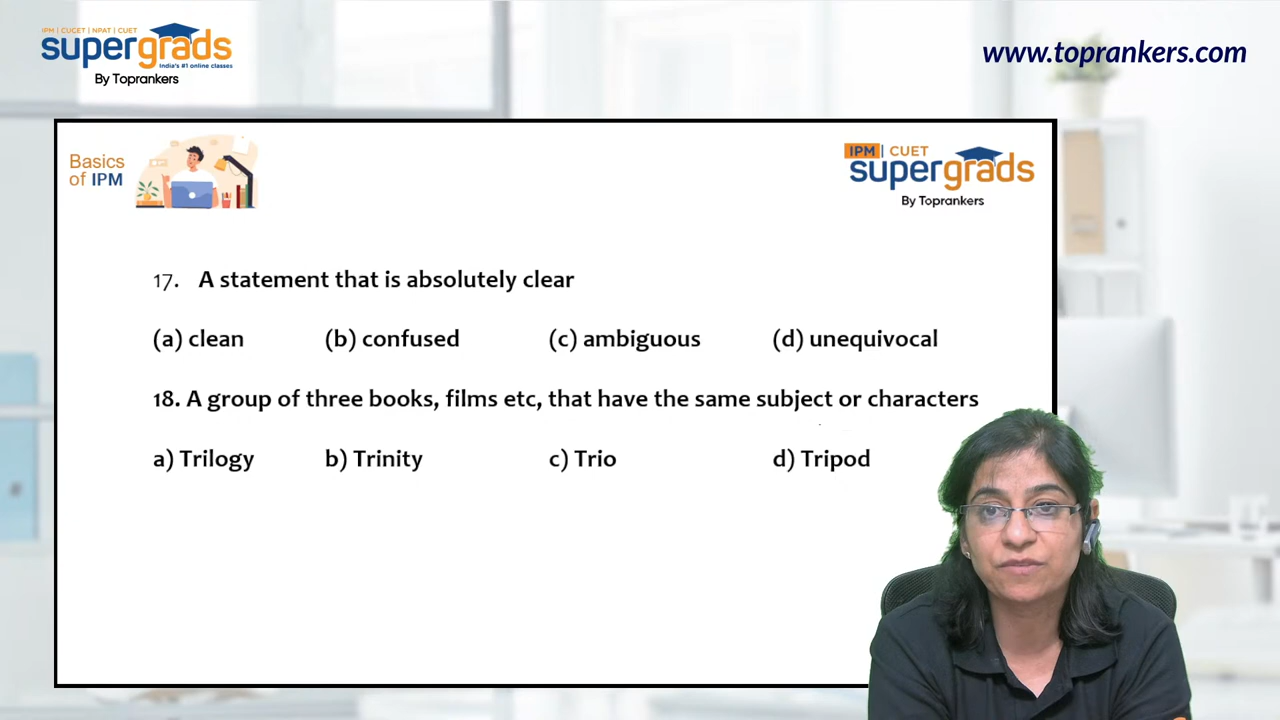 IPM | CUGET | NPAT | CUET
supergrads
India's #1 online classes
By Toprankers
www.toprankers.com
Basics
of IPM
IPM | CUET
supergrads
By Toprankers
17. A statement that is absolutely clear
(a) clean (b) confused (c) ambiguous (d) unequivocal
18. A group of three books, films etc, that have the same subject or characters
a) Trilogy b) Trinity c) Trio d) Tripod